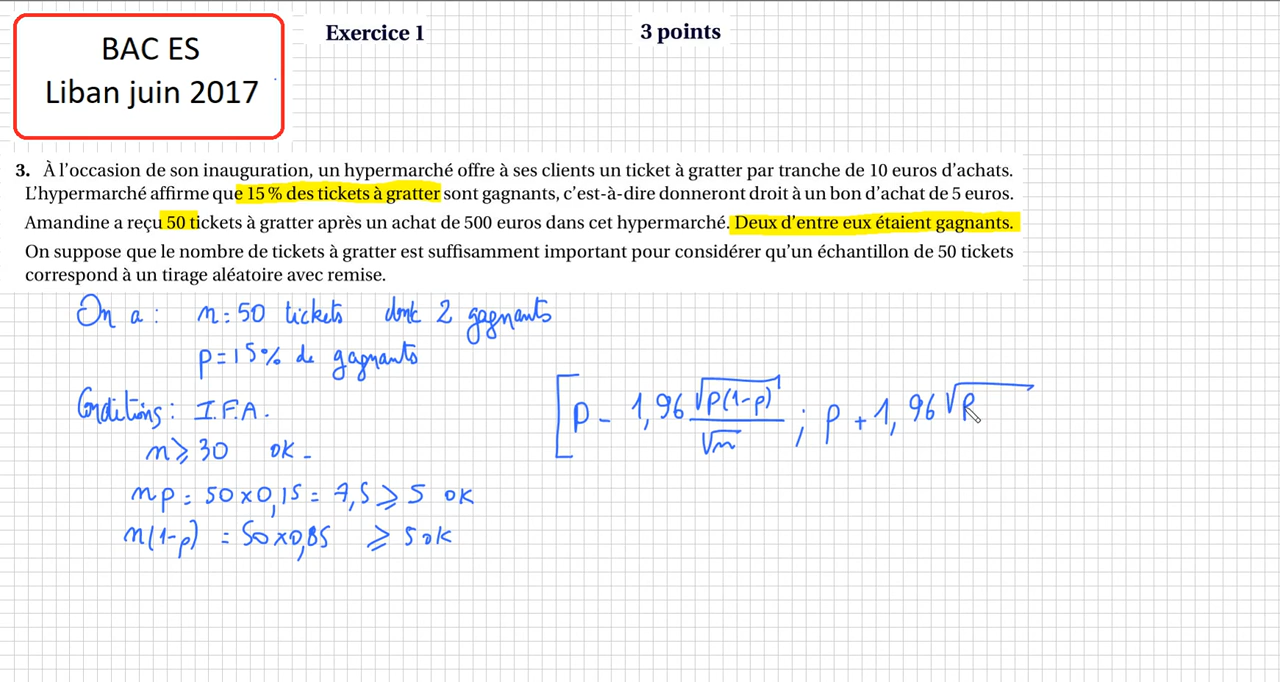 BAC ES
Liban juin 2017
Exercice 1 3 points
3. À l'occasion de son inauguration, un hypermarché offre à ses clients un ticket à gratter par tranche de 10 euros d'achats.
L'hypermarché affirme que 15 % des tickets à gratter sont gagnants, c'est-à-dire donneront droit à un bon d'achat de 5 euros.
Amandine a reçu 50 tickets à gratter après un achat de 500 euros dans cet hypermarché. Deux d'entre eux étaient gagnants.
On suppose que le nombre de tickets à gratter est suffisamment important pour considérer qu'un échantillon de 50 tickets
correspond à un tirage aléatoire avec remise.
On a : n = 50 tickets dont 2 gagnants
p = 15% de gagnants
Conditions : I.F.A.
n ⩾ 30 OK.
np = 50 × 0,15 = 7,5 ⩾ 5 OK
n(1-p) = 50 × 0,85 ⩾ 5 OK
[p - 1,96 √p(1-p) / √n ; p + 1,96 √p